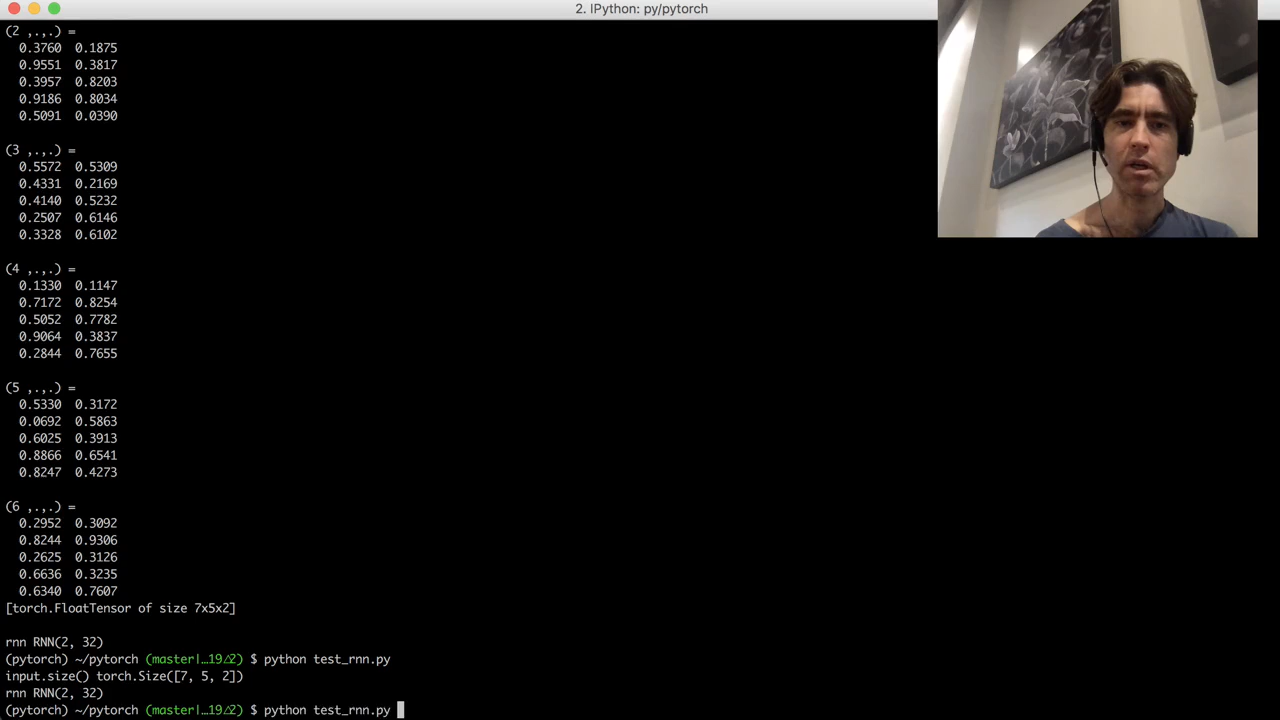 2. IPython: py/pytorch
(2 ,.,.) =
0.3760 0.1875
0.9551 0.3817
0.3957 0.8203
0.9186 0.8034
0.5091 0.0390
(3 ,.,.) =
0.5572 0.5309
0.4331 0.2169
0.4140 0.5232
0.2507 0.6146
0.3328 0.6102
(4 ,.,.) =
0.1330 0.1147
0.7172 0.8254
0.5052 0.7782
0.9064 0.3837
0.2844 0.7655
(5 ,.,.) =
0.5330 0.3172
0.0692 0.5863
0.6025 0.3913
0.8866 0.6541
0.8247 0.4273
(6 ,.,.) =
0.2952 0.3092
0.8244 0.9306
0.2625 0.3126
0.6636 0.3235
0.6340 0.7607
[torch.FloatTensor of size 7x5x2]
rnn RNN(2, 32)
(pytorch) ~/pytorch (master|…19△2) $ python test_rnn.py
input.size() torch.Size([7, 5, 2])
rnn RNN(2, 32)
(pytorch) ~/pytorch (master|…19△2) $ python test_rnn.py